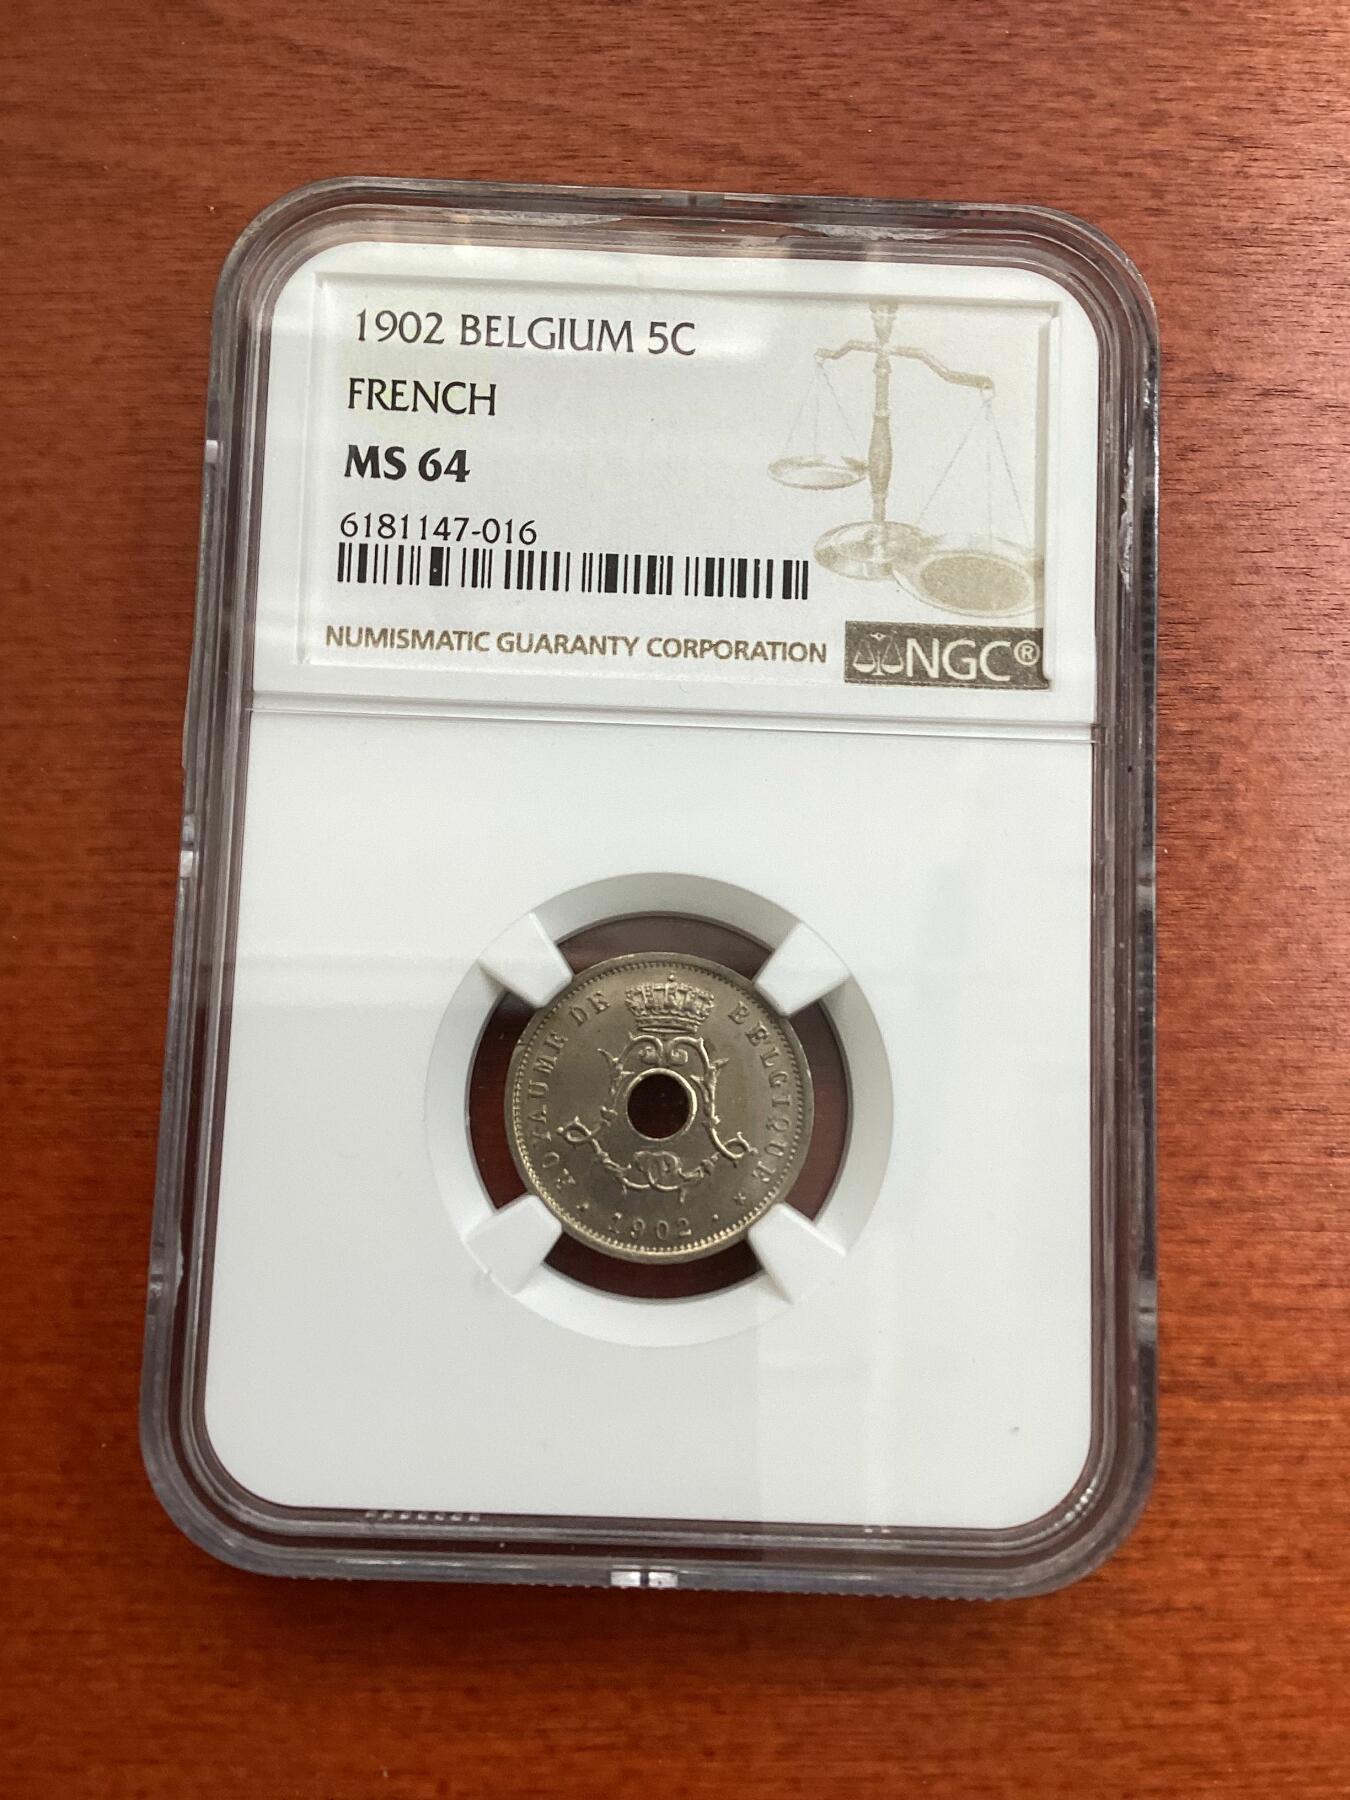 1902 BELGIUM 5C
FRENCH
MS 64
6181147-016
NUMISMATIC GUARANTY CORPORATION
NGC®
ROYAUME DE BELGIQUE
1902